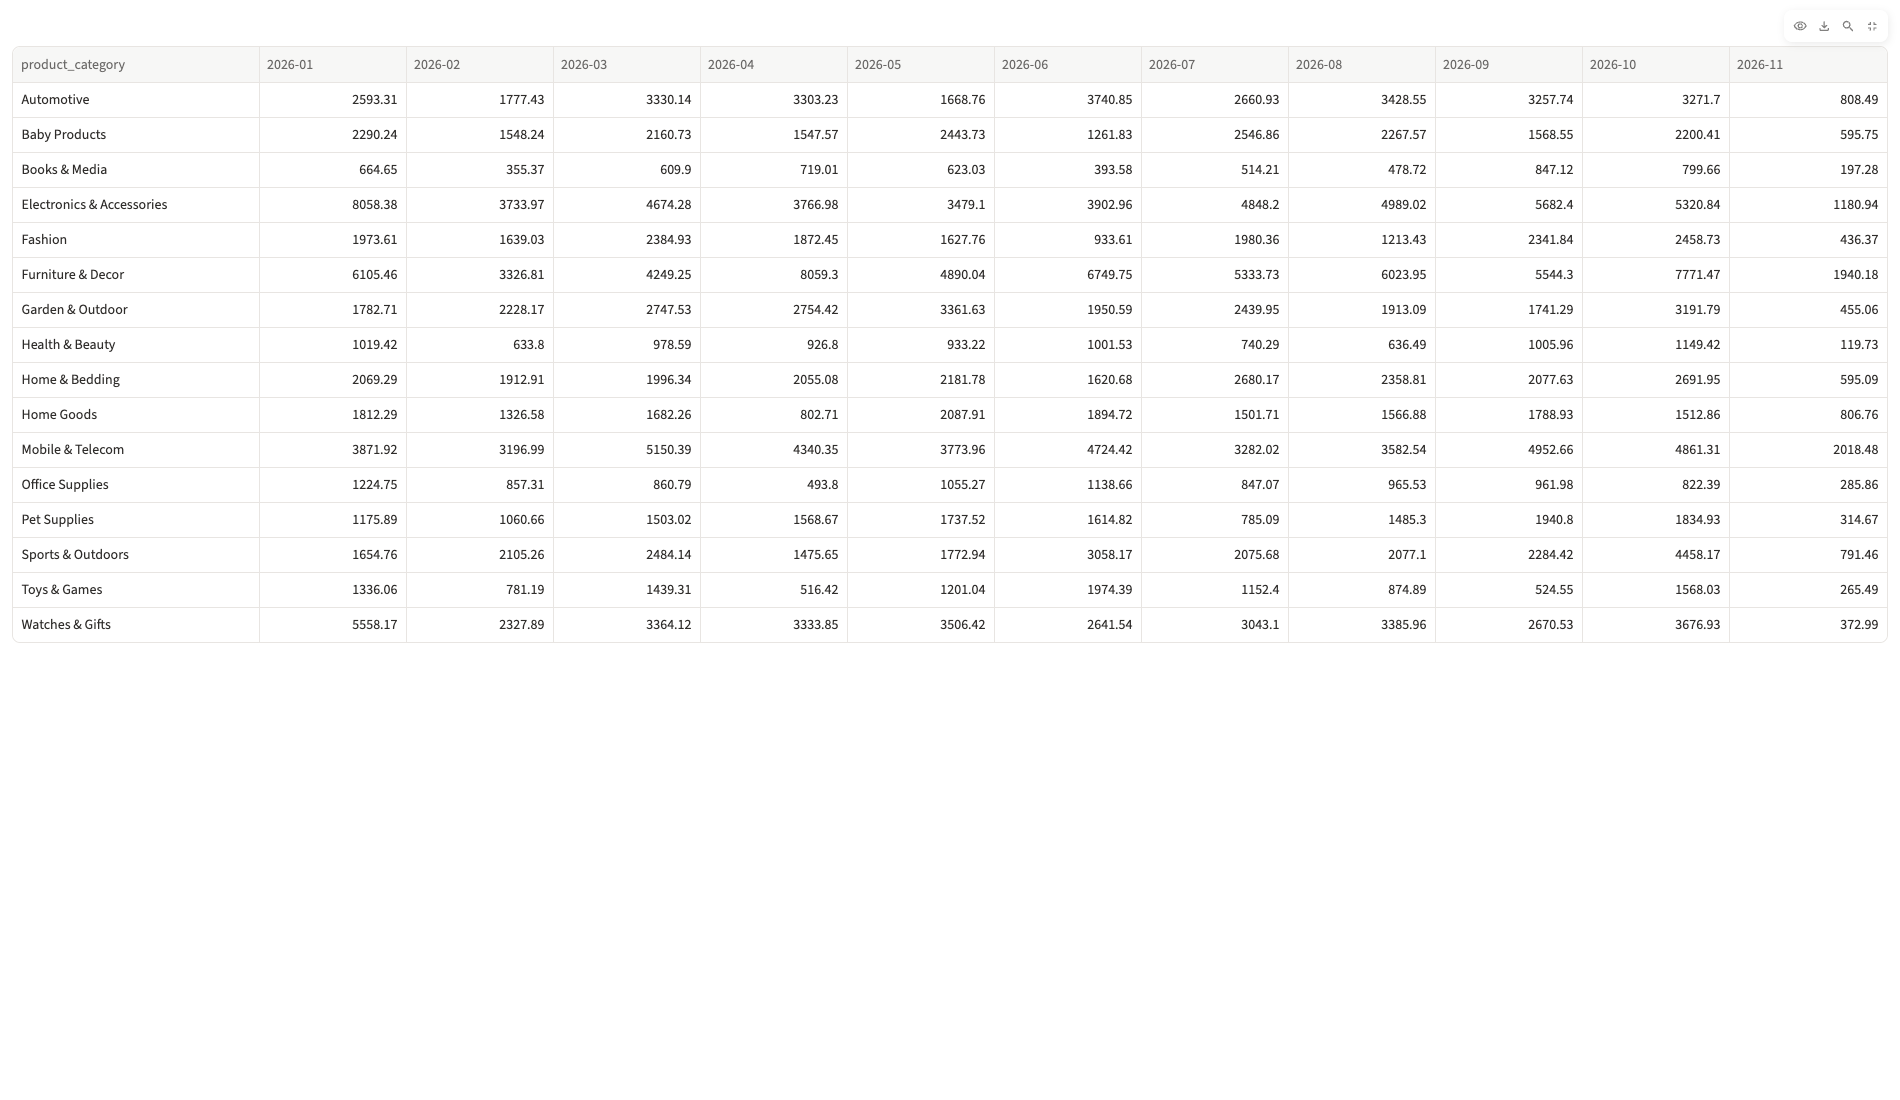 product_category 2026-01 2026-02 2026-03 2026-04 2026-05 2026-06 2026-07 2026-08 2026-09 2026-10 2026-11
Automotive 2593.31 1777.43 3330.14 3303.23 1668.76 3740.85 2660.93 3428.55 3257.74 3271.7 808.49
Baby Products 2290.24 1548.24 2160.73 1547.57 2443.73 1261.83 2546.86 2267.57 1568.55 2200.41 595.75
Books & Media 664.65 355.37 609.9 719.01 623.03 393.58 514.21 478.72 847.12 799.66 197.28
Electronics & Accessories 8058.38 3733.97 4674.28 3766.98 3479.1 3902.96 4848.2 4989.02 5682.4 5320.84 1180.94
Fashion 1973.61 1639.03 2384.93 1872.45 1627.76 933.61 1980.36 1213.43 2341.84 2458.73 436.37
Furniture & Decor 6105.46 3326.81 4249.25 8059.3 4890.04 6749.75 5333.73 6023.95 5544.3 7771.47 1940.18
Garden & Outdoor 1782.71 2228.17 2747.53 2754.42 3361.63 1950.59 2439.95 1913.09 1741.29 3191.79 455.06
Health & Beauty 1019.42 633.8 978.59 926.8 933.22 1001.53 740.29 636.49 1005.96 1149.42 119.73
Home & Bedding 2069.29 1912.91 1996.34 2055.08 2181.78 1620.68 2680.17 2358.81 2077.63 2691.95 595.09
Home Goods 1812.29 1326.58 1682.26 802.71 2087.91 1894.72 1501.71 1566.88 1788.93 1512.86 806.76
Mobile & Telecom 3871.92 3196.99 5150.39 4340.35 3773.96 4724.42 3282.02 3582.54 4952.66 4861.31 2018.48
Office Supplies 1224.75 857.31 860.79 493.8 1055.27 1138.66 847.07 965.53 961.98 822.39 285.86
Pet Supplies 1175.89 1060.66 1503.02 1568.67 1737.52 1614.82 785.09 1485.3 1940.8 1834.93 314.67
Sports & Outdoors 1654.76 2105.26 2484.14 1475.65 1772.94 3058.17 2075.68 2077.1 2284.42 4458.17 791.46
Toys & Games 1336.06 781.19 1439.31 516.42 1201.04 1974.39 1152.4 874.89 524.55 1568.03 265.49
Watches & Gifts 5558.17 2327.89 3364.12 3333.85 3506.42 2641.54 3043.1 3385.96 2670.53 3676.93 372.99